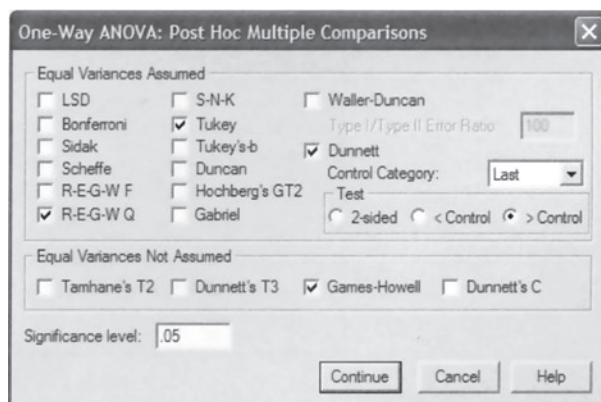 One-Way ANOVA: Post Hoc Multiple Comparisons
Equal Variances Assumed
LSD S-N-K Waller-Duncan
Bonferroni Tukey Type I/Type II Error Ratio 100
Sidak Tukey's-b Dunnett
Scheffe Duncan Control Category: Last
R-E-G-W F Hochberg's GT2 Test
R-E-G-W Q Gabriel 2-sided < Control > Control
Equal Variances Not Assumed
Tamhane's T2 Dunnett's T3 Games-Howell Dunnett's C
Significance level: .05
Continue Cancel Help